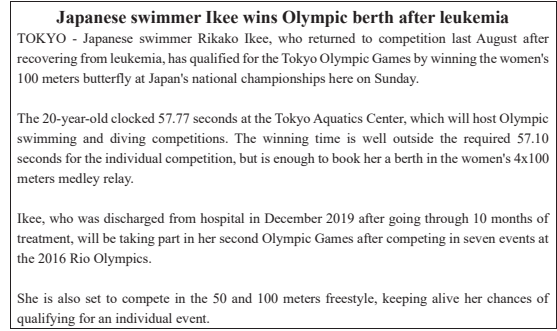 Japanese swimmer Ikee wins Olympic berth after leukemia
TOKYO - Japanese swimmer Rikako Ikee, who returned to competition last August after
recovering from leukemia, has qualified for the Tokyo Olympic Games by winning the women's
100 meters butterfly at Japan's national championships here on Sunday.
The 20-year-old clocked 57.77 seconds at the Tokyo Aquatics Center, which will host Olympic
swimming and diving competitions. The winning time is well outside the required 57.10
seconds for the individual competition, but is enough to book her a berth in the women's 4x100
meters medley relay.
Ikee, who was discharged from hospital in December 2019 after going through 10 months of
treatment, will be taking part in her second Olympic Games after competing in seven events at
the 2016 Rio Olympics.
She is also set to compete in the 50 and 100 meters freestyle, keeping alive her chances of
qualifying for an individual event.